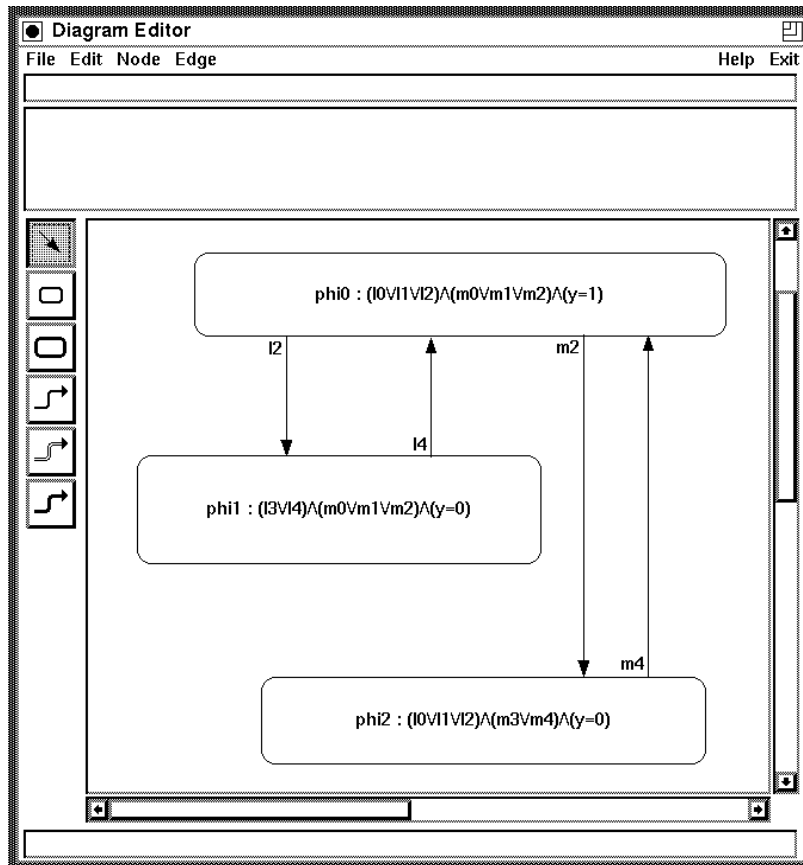 Diagram Editor
File Edit Node Edge Help Exit
phi0 : (l0\/l1\/l2)/\(m0\/m1\/m2)/\(y=1)
l2
m2
l4
phi1 : (l3\/l4)/\(m0\/m1\/m2)/\(y=0)
m4
phi2 : (l0\/l1\/l2)/\(m3\/m4)/\(y=0)